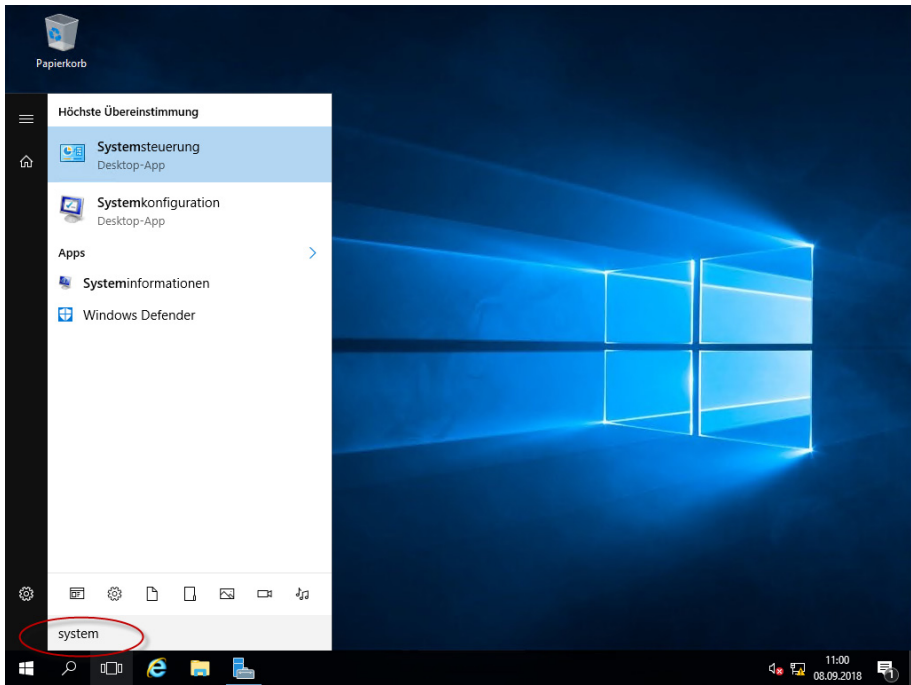 Papierkorb
Höchste Übereinstimmung
Systemsteuerung
Desktop-App
Systemkonfiguration
Desktop-App
Apps
Systeminformationen
Windows Defender
system
11:00
08.09.2018
1